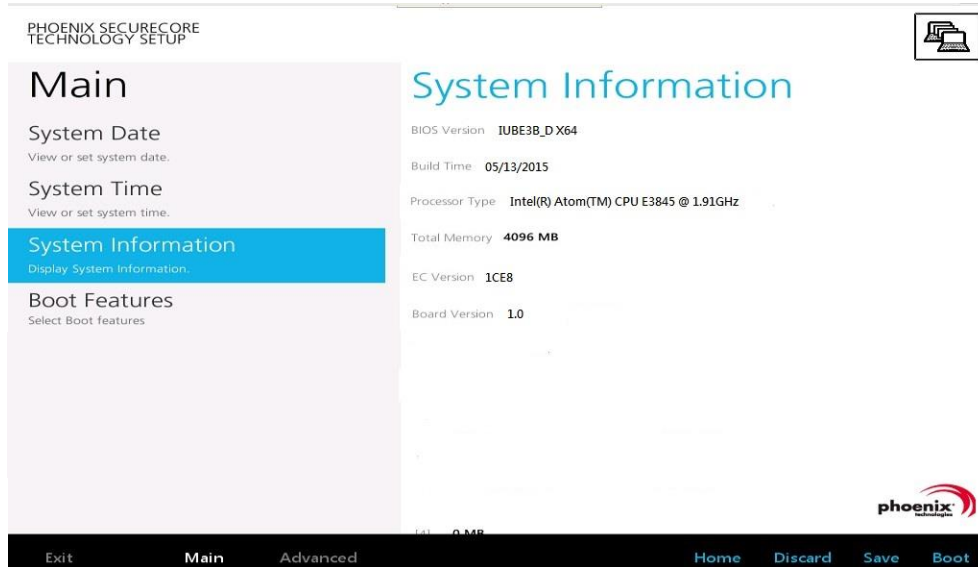 PHOENIX SECURECORE
TECHNOLOGY SETUP
Main
System Date
View or set system date.
System Time
View or set system time.
System Information
Display System Information.
Boot Features
Select Boot features
System Information
BIOS Version IUBE3B_D X64
Build Time 05/13/2015
Processor Type Intel(R) Atom(TM) CPU E3845 @ 1.91GHz
Total Memory 4096 MB
EC Version 1CE8
Board Version 1.0
phoenix
technologies
[4] 0 MB
Exit Main Advanced Home Discard Save Boot